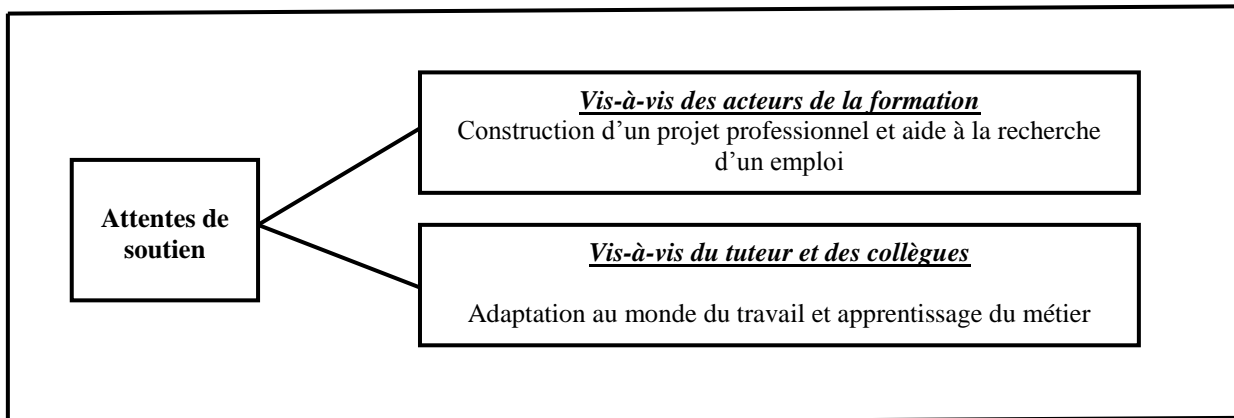 Vis-à-vis des acteurs de la formation
Construction d'un projet professionnel et aide à la recherche
d'un emploi
Attentes de
soutien
Vis-à-vis du tuteur et des collègues
Adaptation au monde du travail et apprentissage du métier